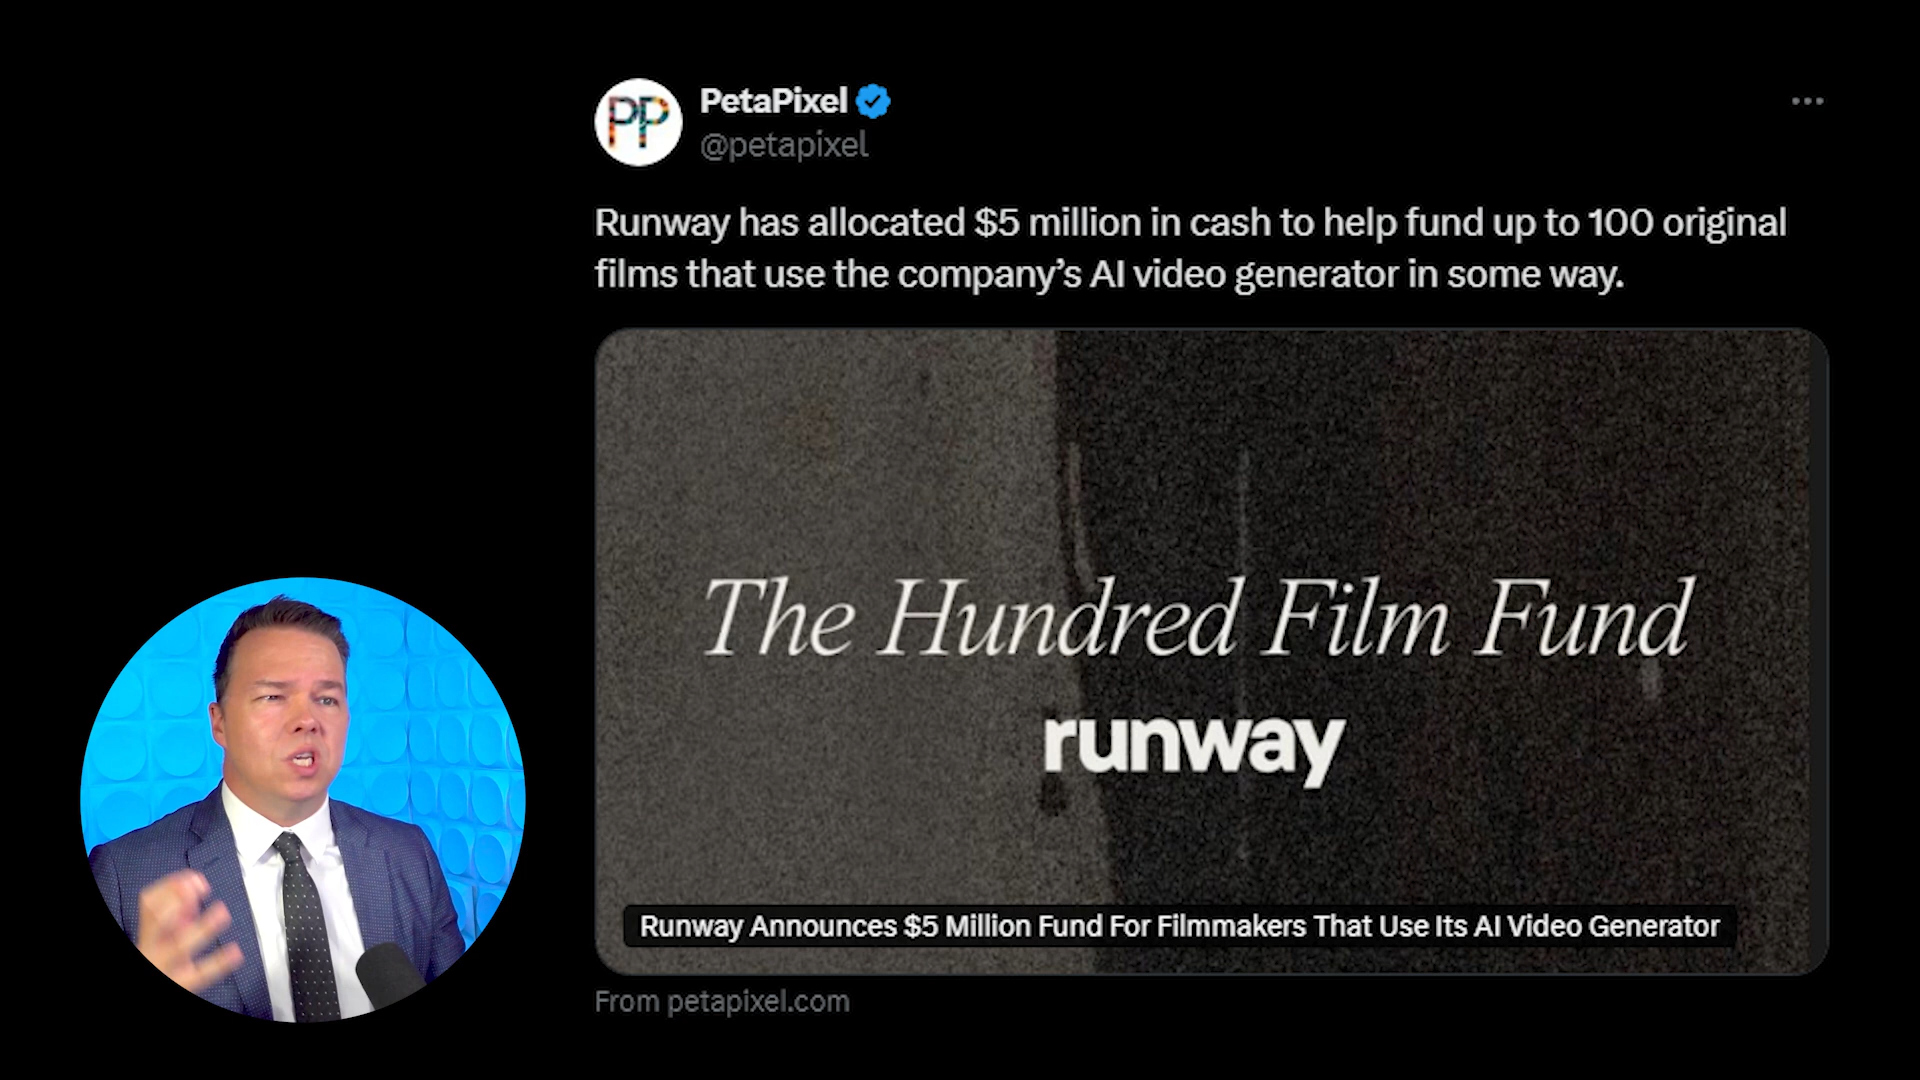 PP
PetaPixel
@petapixel
Runway has allocated $5 million in cash to help fund up to 100 original
films that use the company’s AI video generator in some way.
The Hundred Film Fund
runway
Runway Announces $5 Million Fund For Filmmakers That Use Its AI Video Generator
From petapixel.com